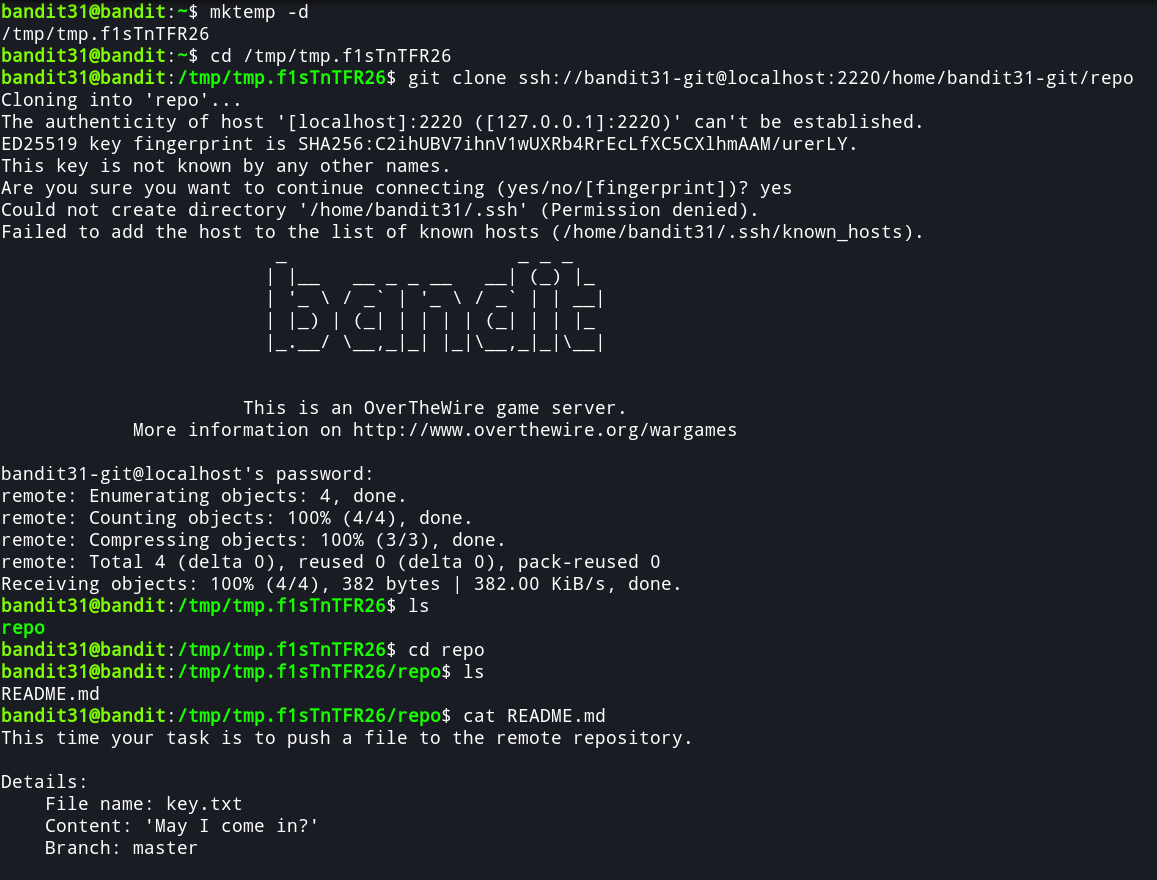 bandit31@bandit:~$ mktemp -d
/tmp/tmp.f1sTnTFR26
bandit31@bandit:~$ cd /tmp/tmp.f1sTnTFR26
bandit31@bandit:/tmp/tmp.f1sTnTFR26$ git clone ssh://bandit31-git@localhost:2220/home/bandit31-git/repo
Cloning into 'repo'...
The authenticity of host '[localhost]:2220 ([127.0.0.1]:2220)' can't be established.
ED25519 key fingerprint is SHA256:C2ihUBV7ihnV1wUXRb4RrEcLfXC5CXlhmAAM/urerLY.
This key is not known by any other names.
Are you sure you want to continue connecting (yes/no/[fingerprint])? yes
Could not create directory '/home/bandit31/.ssh' (Permission denied).
Failed to add the host to the list of known hosts (/home/bandit31/.ssh/known_hosts).
                         _                     _ _ _
                        | |__   __ _ _ __   __| (_) |_
                        | '_ \ / _` | '_ \ / _` | | __|
                        | |_) | (_| | | | | (_| | | |_
                        |_.__/ \__,_|_| |_|\__,_|_|\__|
                      This is an OverTheWire game server.
            More information on http://www.overthewire.org/wargames
bandit31-git@localhost's password:
remote: Enumerating objects: 4, done.
remote: Counting objects: 100% (4/4), done.
remote: Compressing objects: 100% (3/3), done.
remote: Total 4 (delta 0), reused 0 (delta 0), pack-reused 0
Receiving objects: 100% (4/4), 382 bytes | 382.00 KiB/s, done.
bandit31@bandit:/tmp/tmp.f1sTnTFR26$ ls
repo
bandit31@bandit:/tmp/tmp.f1sTnTFR26$ cd repo
bandit31@bandit:/tmp/tmp.f1sTnTFR26/repo$ ls
README.md
bandit31@bandit:/tmp/tmp.f1sTnTFR26/repo$ cat README.md
This time your task is to push a file to the remote repository.
Details:
    File name: key.txt
    Content: 'May I come in?'
    Branch: master